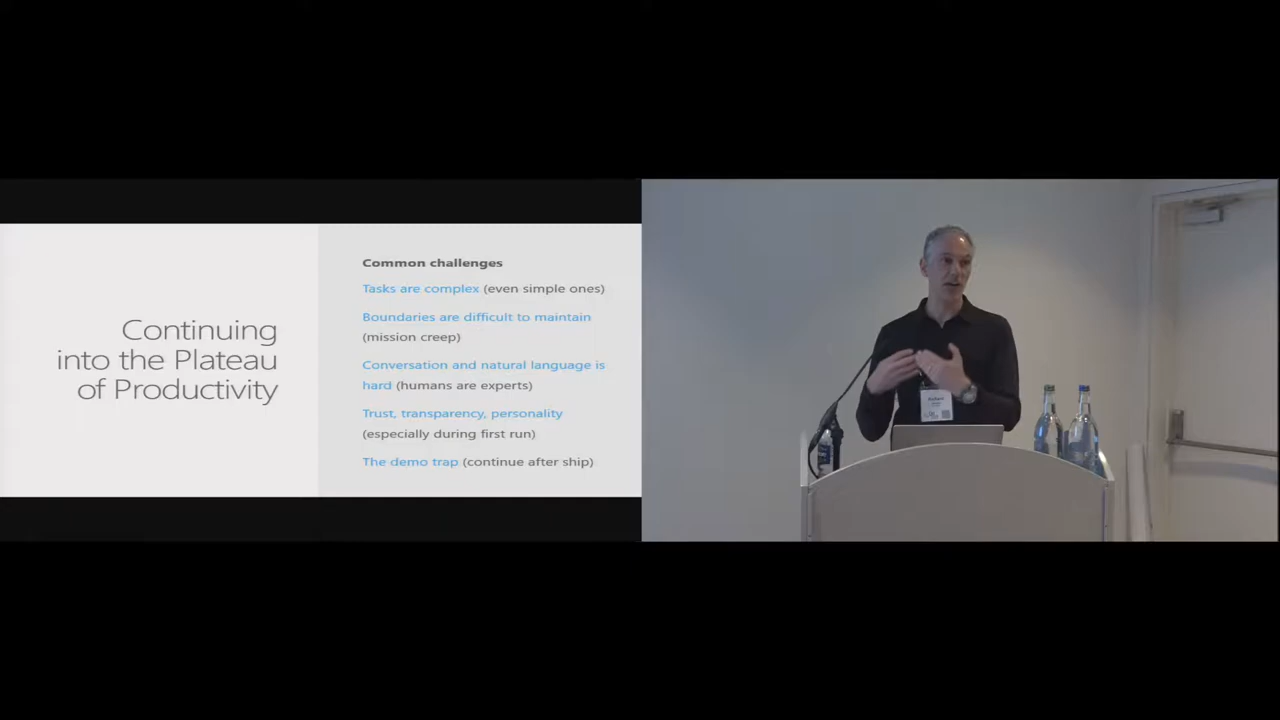 Continuing
into the Plateau
of Productivity
Common challenges
Tasks are complex (even simple ones)
Boundaries are difficult to maintain
(mission creep)
Conversation and natural language is
hard (humans are experts)
Trust, transparency, personality
(especially during first run)
The demo trap (continue after ship)